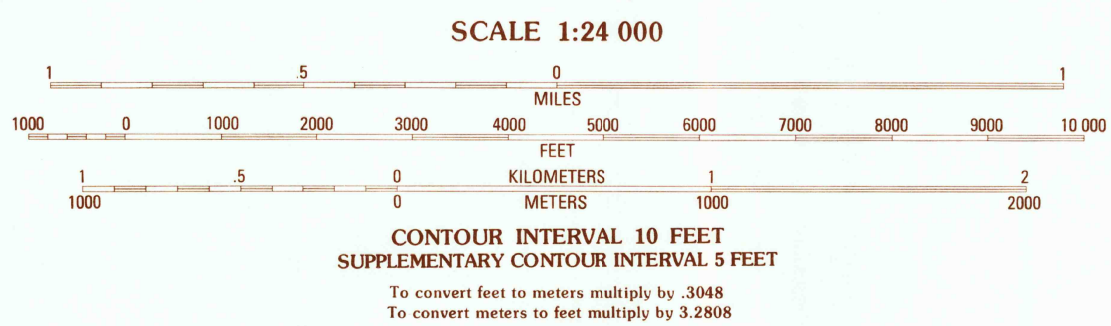 SCALE 1:24 000
1 .5 0 1
MILES
1000 0 1000 2000 3000 4000 5000 6000 7000 8000 9000 10 000
FEET
1 .5 0 KILOMETERS 1 2
1000 0 METERS 1000 2000
CONTOUR INTERVAL 10 FEET
SUPPLEMENTARY CONTOUR INTERVAL 5 FEET
To convert feet to meters multiply by .3048
To convert meters to feet multiply by 3.2808